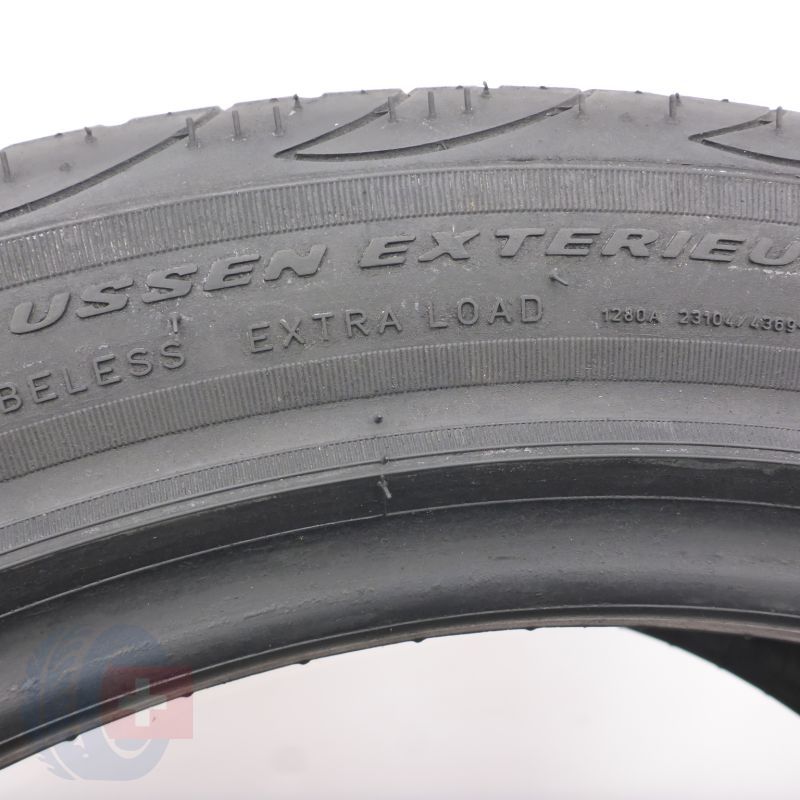 USSEN EXTERIEU
BELESS EXTRA LOAD 1280A 23104/4369